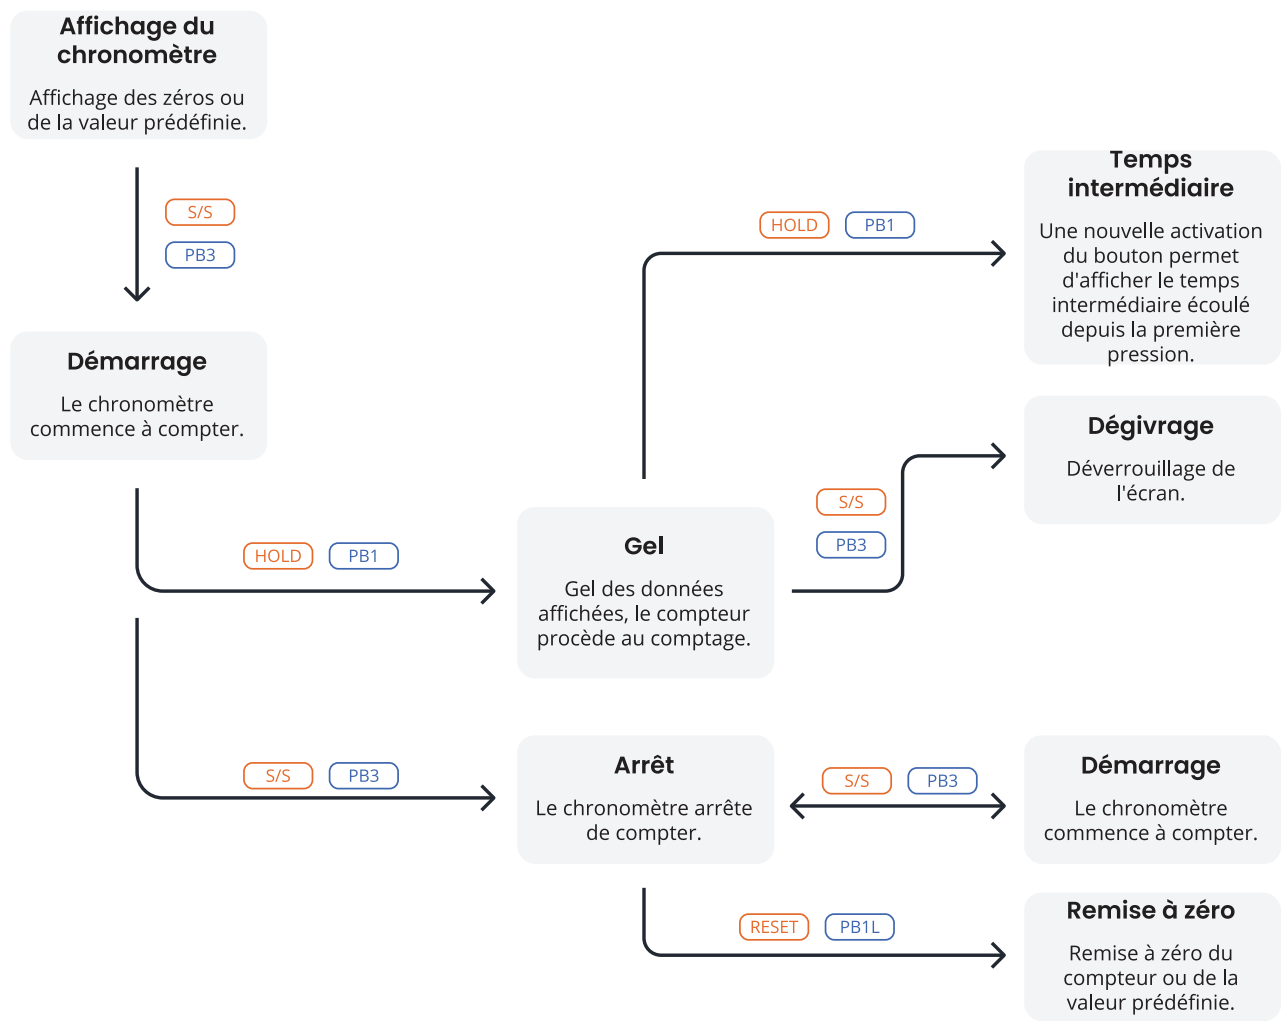 Affichage du
chronomètre
Affichage des zéros ou
de la valeur prédéfinie.
S/S
PB3
Démarrage
Le chronomètre
commence à compter.
HOLD PB1
Gel
Gel des données
affichées, le compteur
procède au comptage.
HOLD PB1
Temps
intermédiaire
Une nouvelle activation
du bouton permet
d'afficher le temps
intermédiaire écoulé
depuis la première
pression.
S/S
PB3
Dégivrage
Déverrouillage de
l'écran.
S/S PB3
Arrêt
Le chronomètre arrête
de compter.
S/S PB3
Démarrage
Le chronomètre
commence à compter.
RESET PB1L
Remise à zéro
Remise à zéro du
compteur ou de la
valeur prédéfinie.